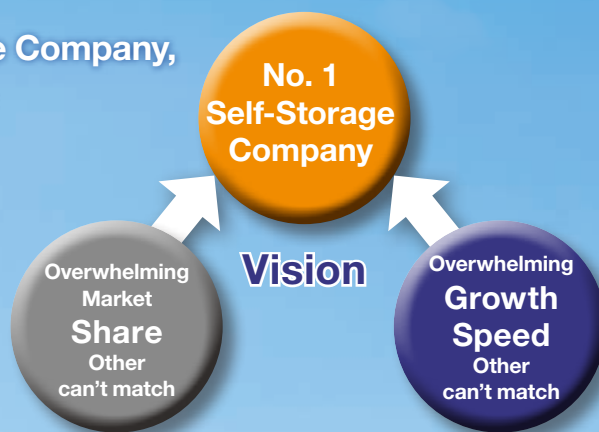 e Company,
No. 1
Self-Storage
Company
Vision
Overwhelming
Market
Share
Other
can't match
Overwhelming
Growth
Speed
Other
can't match